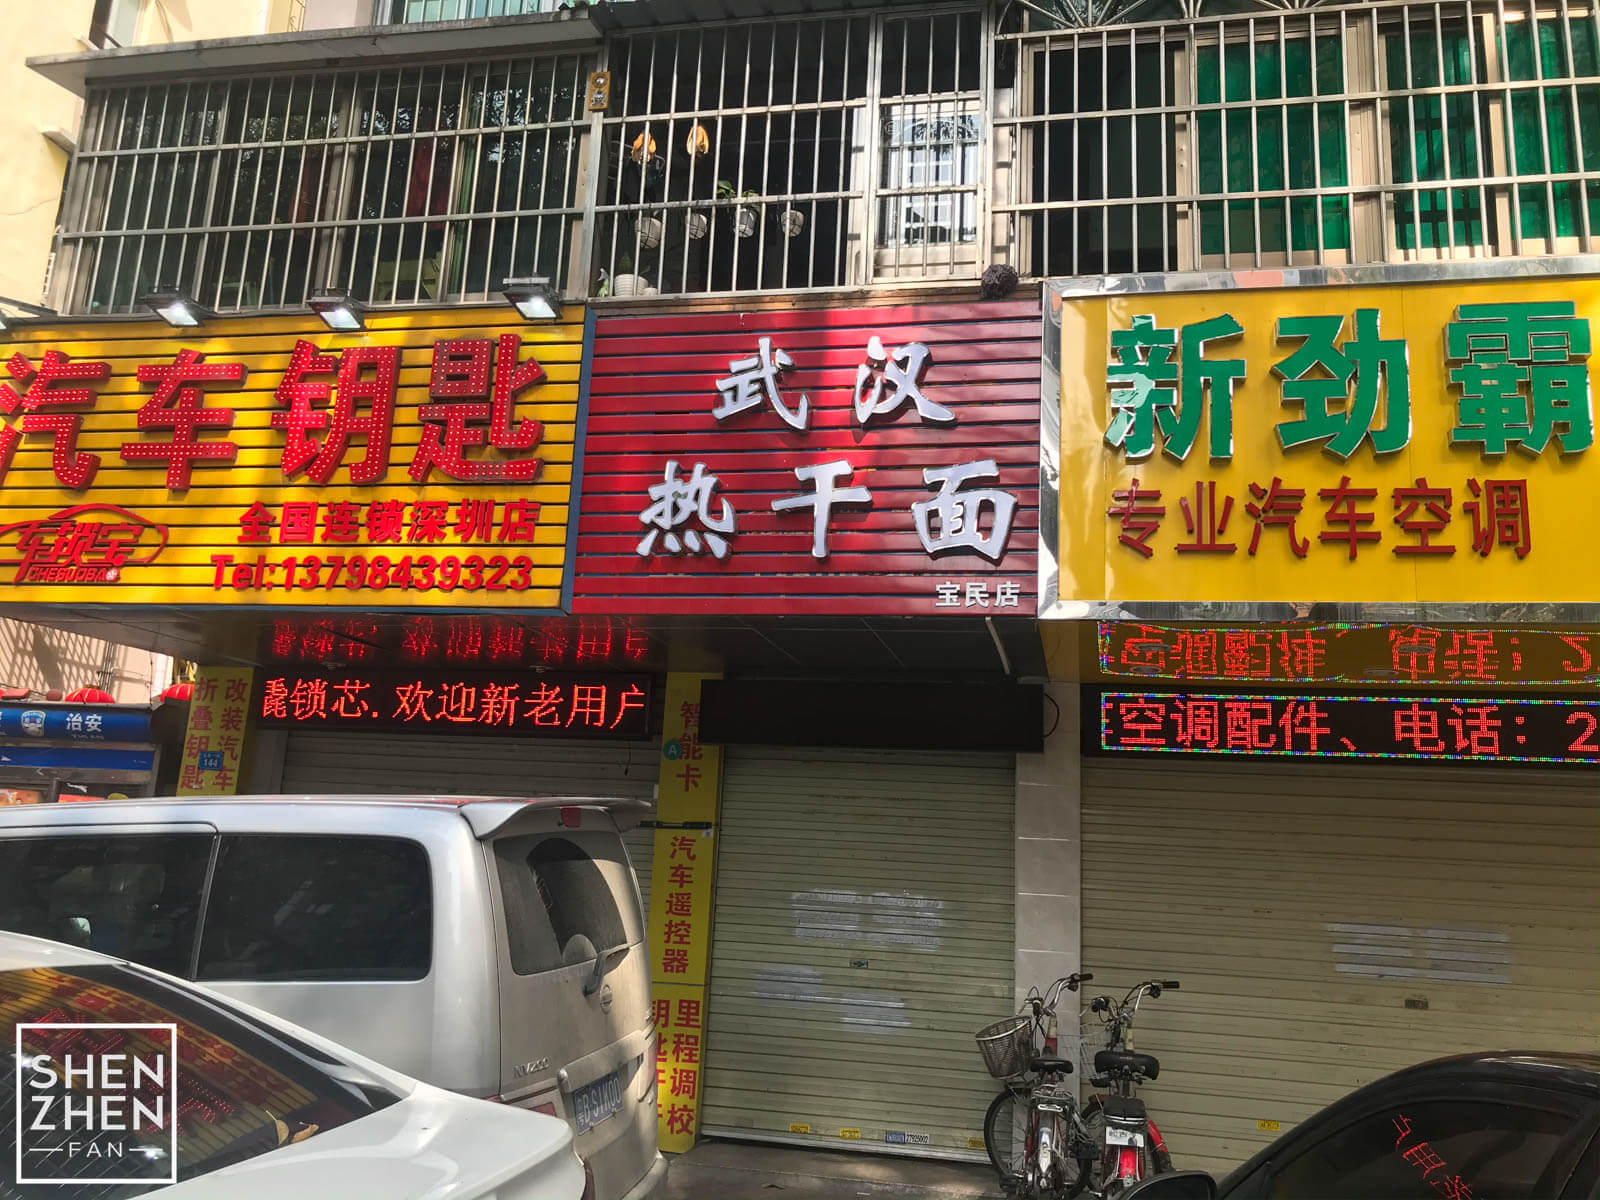 汽车钥匙
车锁宝
CHESUOBAO
全国连锁深圳店
Tel:13798439323
武汉
热干面
宝民店
新劲霸
专业汽车空调
锁芯.欢迎新老用户
空调配件、电话：2
治安
改装汽车
折叠钥匙
144
智能卡
A
汽车遥控器
里程调校
NV200
SHEN
ZHEN
FAN